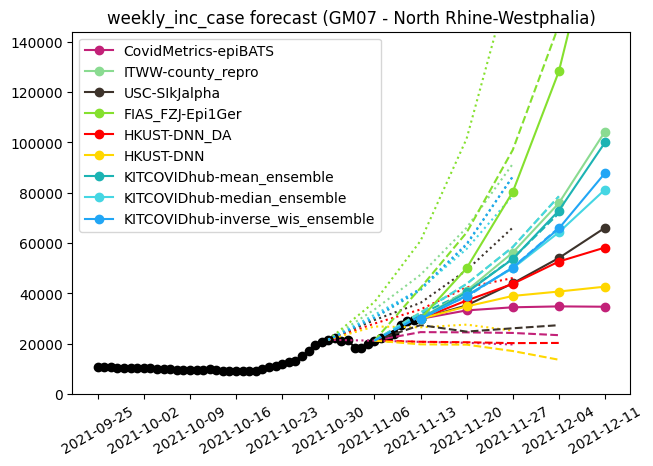 weekly_inc_case forecast (GM07 - North Rhine-Westphalia)
140000
120000
100000
80000
60000
40000
20000
0
CovidMetrics-epiBATS
ITWW-county_repro
USC-SIkJalpha
FIAS_FZJ-Epi1Ger
HKUST-DNN_DA
HKUST-DNN
KITCOVIDhub-mean_ensemble
KITCOVIDhub-median_ensemble
KITCOVIDhub-inverse_wis_ensemble
2021-09-25
2021-10-02
2021-10-09
2021-10-16
2021-10-23
2021-10-30
2021-11-06
2021-11-13
2021-11-20
2021-11-27
2021-12-04
2021-12-11